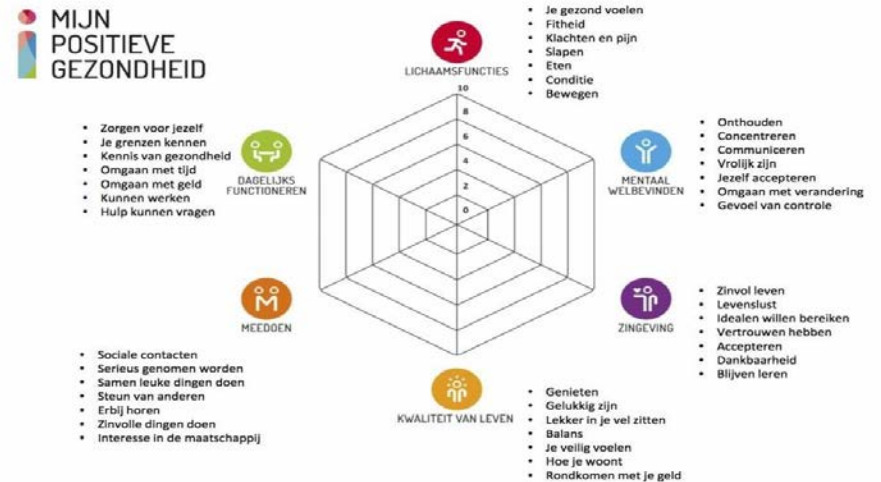 MIJN
POSITIEVE
GEZONDHEID
▪ Je gezond voelen
▪ Fitheid
▪ Klachten en pijn
▪ Slapen
▪ Eten
▪ Conditie
▪ Bewegen
LICHAAMSFUNCTIES
10
8
6
4
2
0
▪ Onthouden
▪ Concentreren
▪ Communiceren
▪ Vrolijk zijn
▪ Jezelf accepteren
▪ Omgaan met verandering
▪ Gevoel van controle
MENTAAL
WELBEVINDEN
▪ Zinvol leven
▪ Levenslust
▪ Idealen willen bereiken
▪ Vertrouwen hebben
▪ Accepteren
▪ Dankbaarheid
▪ Blijven leren
ZINGEVING
▪ Genieten
▪ Gelukkig zijn
▪ Lekker in je vel zitten
▪ Balans
▪ Je veilig voelen
▪ Hoe je woont
▪ Rondkomen met je geld
KWALITEIT VAN LEVEN
▪ Sociale contacten
▪ Serieus genomen worden
▪ Samen leuke dingen doen
▪ Steun van anderen
▪ Erbij horen
▪ Zinvolle dingen doen
▪ Interesse in de maatschappij
MEEDOEN
▪ Zorgen voor jezelf
▪ Je grenzen kennen
▪ Kennis van gezondheid
▪ Omgaan met tijd
▪ Omgaan met geld
▪ Kunnen werken
▪ Hulp kunnen vragen
DAGELIJKS
FUNCTIONEREN